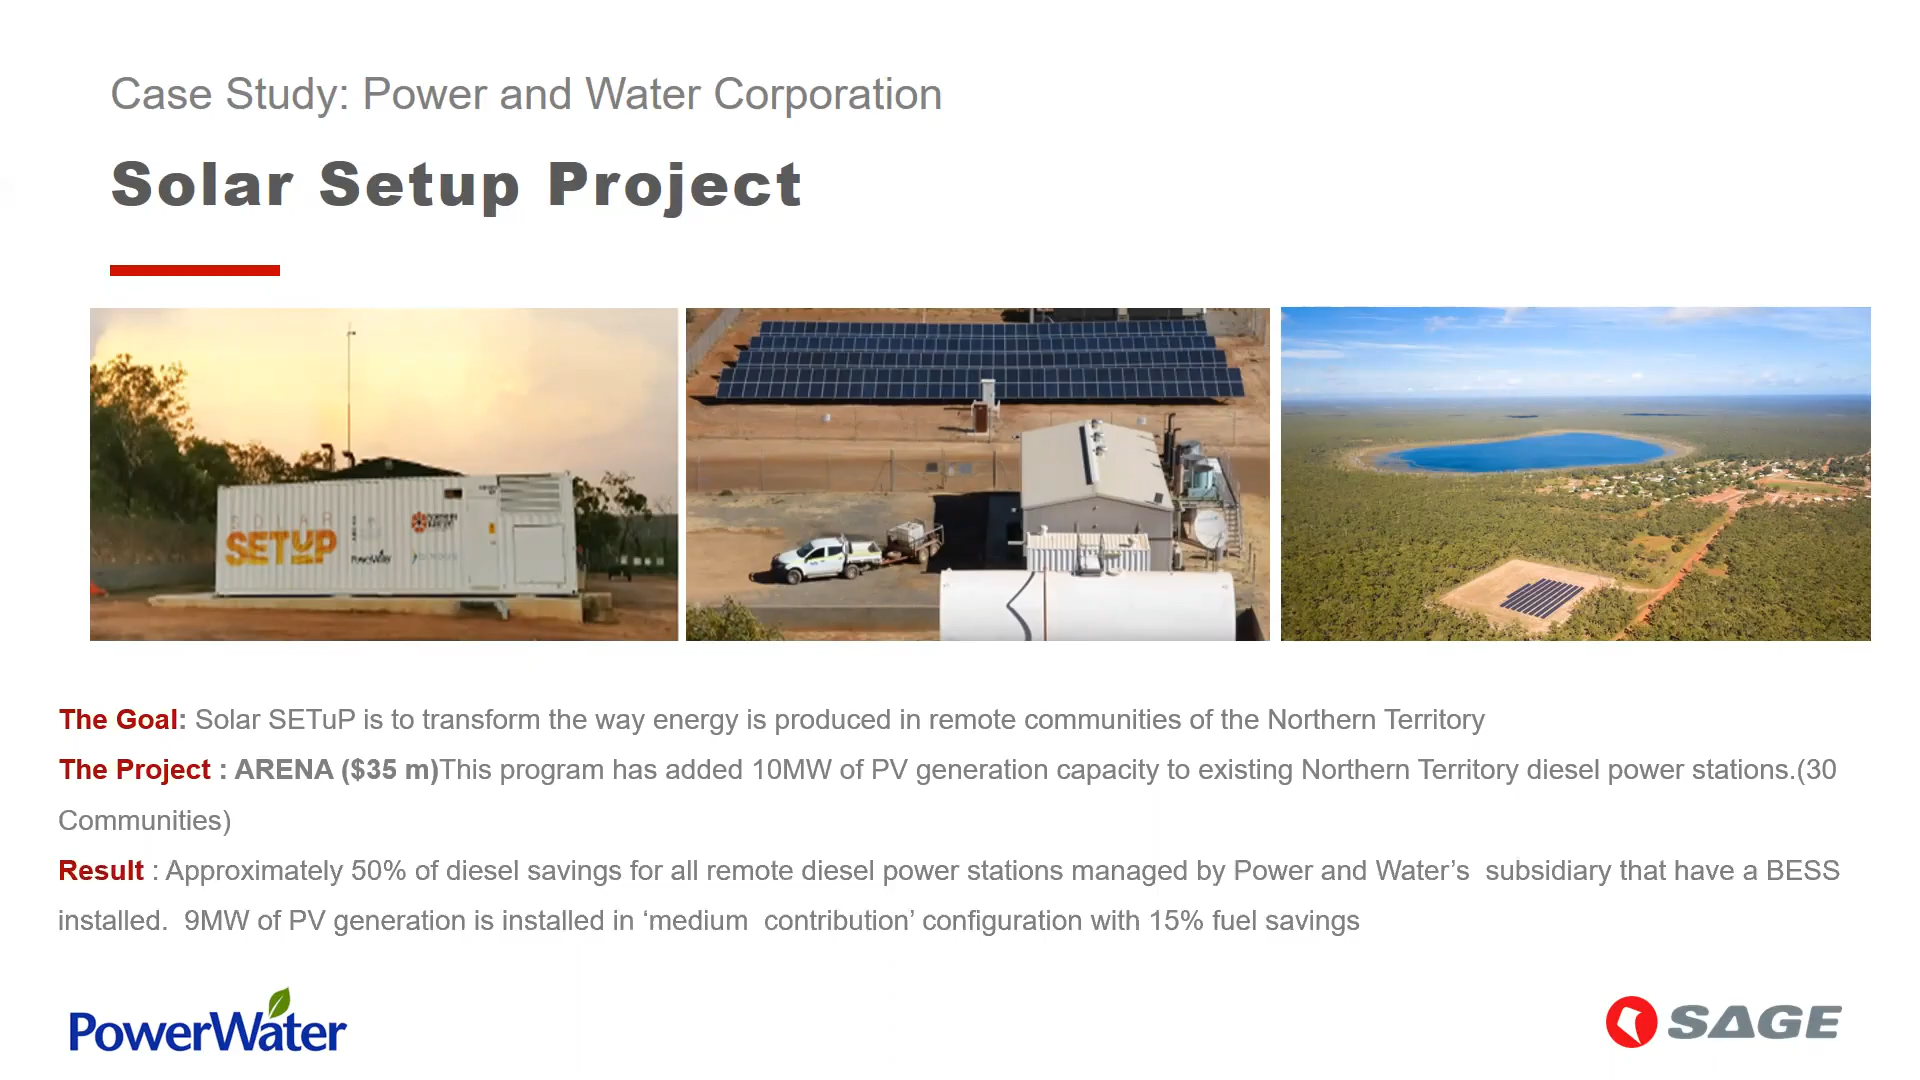 Case Study: Power and Water Corporation
Solar Setup Project
SOLAR
SETUP
PowerWater
The Goal: Solar SETuP is to transform the way energy is produced in remote communities of the Northern Territory
The Project : ARENA ($35 m)This program has added 10MW of PV generation capacity to existing Northern Territory diesel power stations.(30
Communities)
Result : Approximately 50% of diesel savings for all remote diesel power stations managed by Power and Water’s  subsidiary that have a BESS
installed.  9MW of PV generation is installed in ‘medium  contribution’ configuration with 15% fuel savings
PowerWater
SAGE